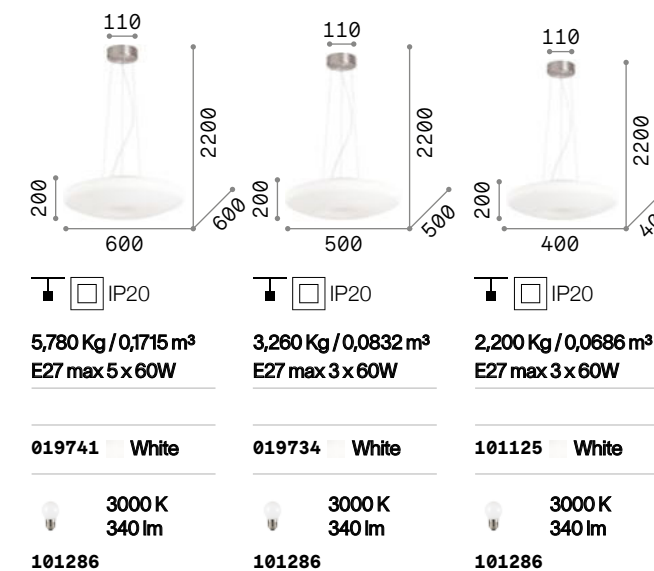 110
2200
200
600
600
IP20
5,780 Kg / 0,1715 m³
E27 max 5 x 60W
019741 White
3000 K
340 lm
101286
110
2200
200
500
500
IP20
3,260 Kg / 0,0832 m³
E27 max 3 x 60W
019734 White
3000 K
340 lm
101286
110
2200
200
400
IP20
2,200 Kg / 0,0686 m³
E27 max 3 x 60W
101125 White
3000 K
340 lm
101286